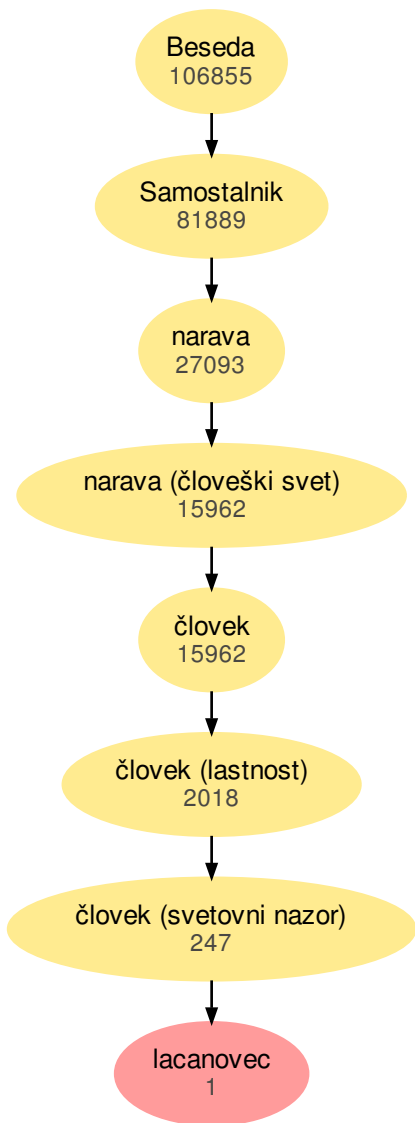 Beseda
106855
Samostalnik
81889
narava
27093
narava (človeški svet)
15962
človek
15962
človek (lastnost)
2018
človek (svetovni nazor)
247
lacanovec
1